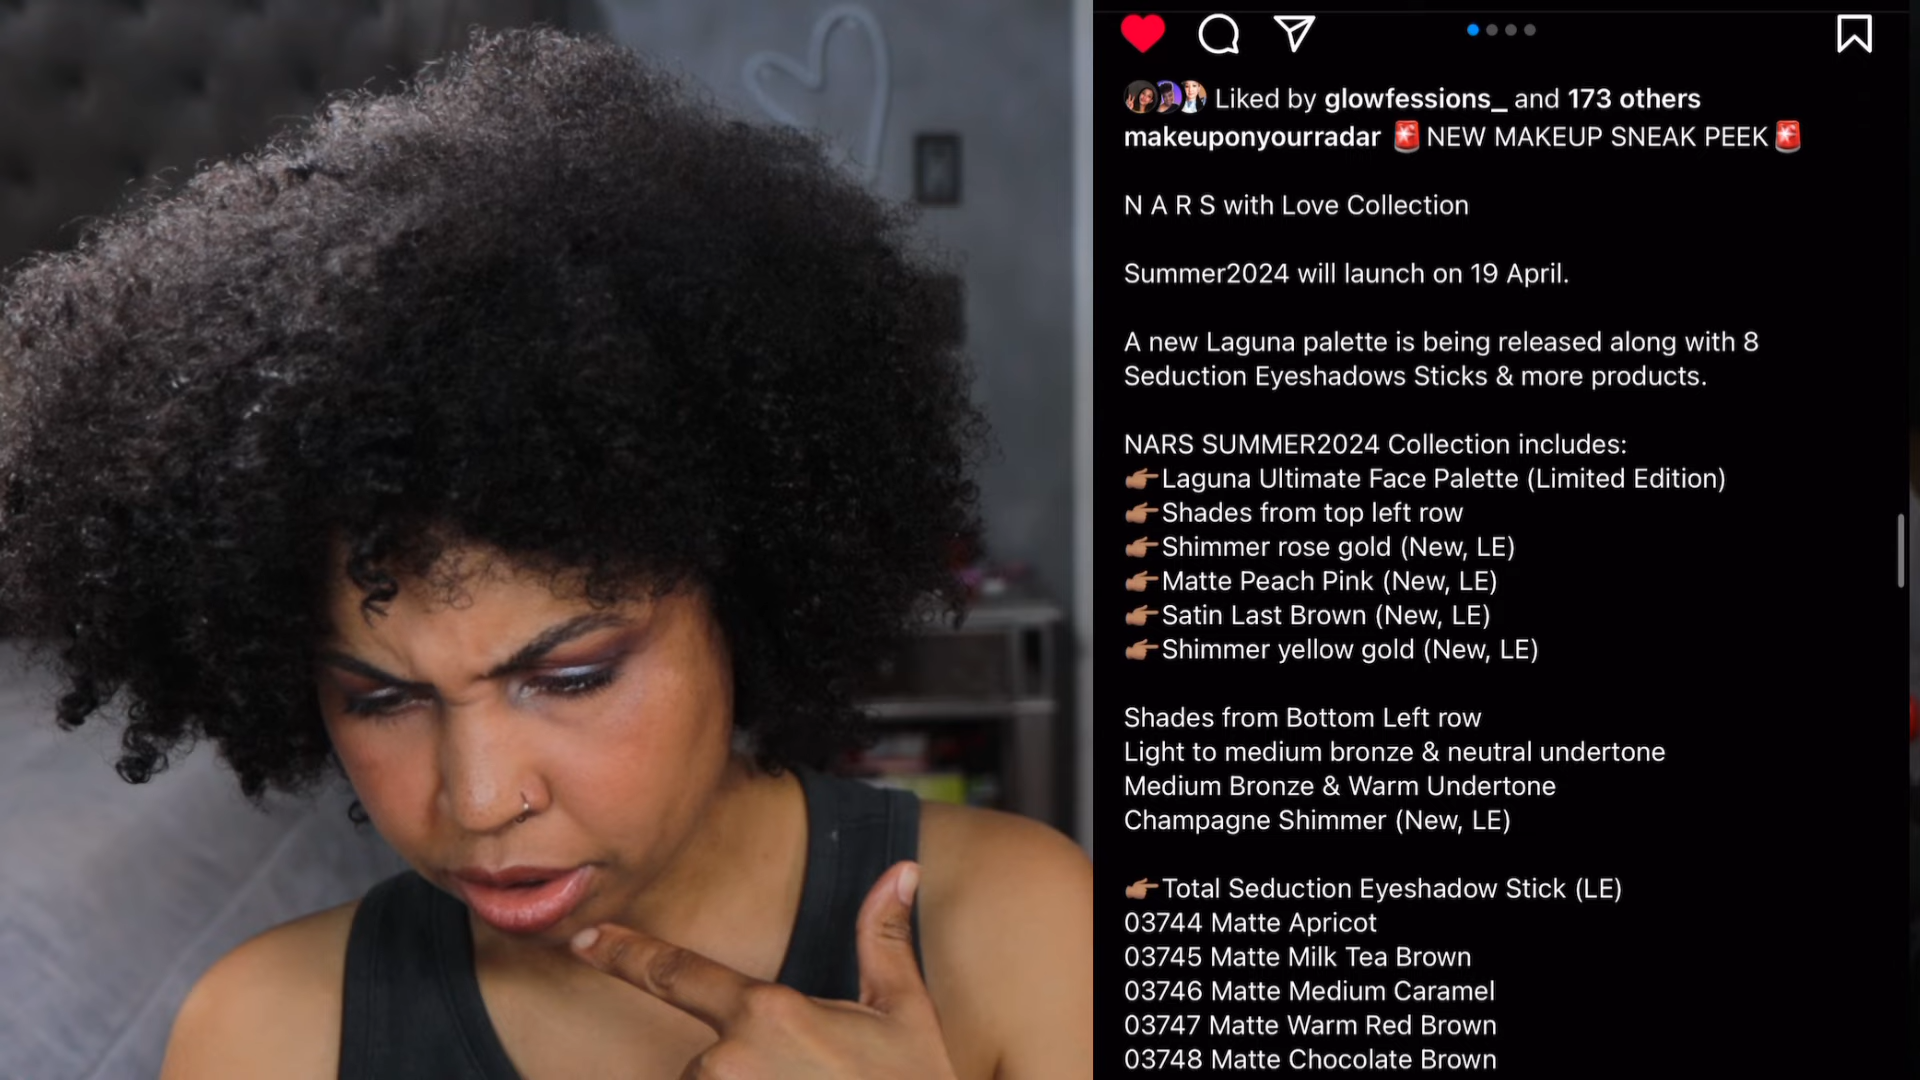 Liked by glowfessions_ and 173 others
makeuponyourradar 🚨NEW MAKEUP SNEAK PEEK🚨
N A R S with Love Collection
Summer2024 will launch on 19 April.
A new Laguna palette is being released along with 8
Seduction Eyeshadows Sticks & more products.
NARS SUMMER2024 Collection includes:
👉🏽Laguna Ultimate Face Palette (Limited Edition)
👉🏽Shades from top left row
👉🏽Shimmer rose gold (New, LE)
👉🏽Matte Peach Pink (New, LE)
👉🏽Satin Last Brown (New, LE)
👉🏽Shimmer yellow gold (New, LE)
Shades from Bottom Left row
Light to medium bronze & neutral undertone
Medium Bronze & Warm Undertone
Champagne Shimmer (New, LE)
👉🏽Total Seduction Eyeshadow Stick (LE)
03744 Matte Apricot
03745 Matte Milk Tea Brown
03746 Matte Medium Caramel
03747 Matte Warm Red Brown
03748 Matte Chocolate Brown